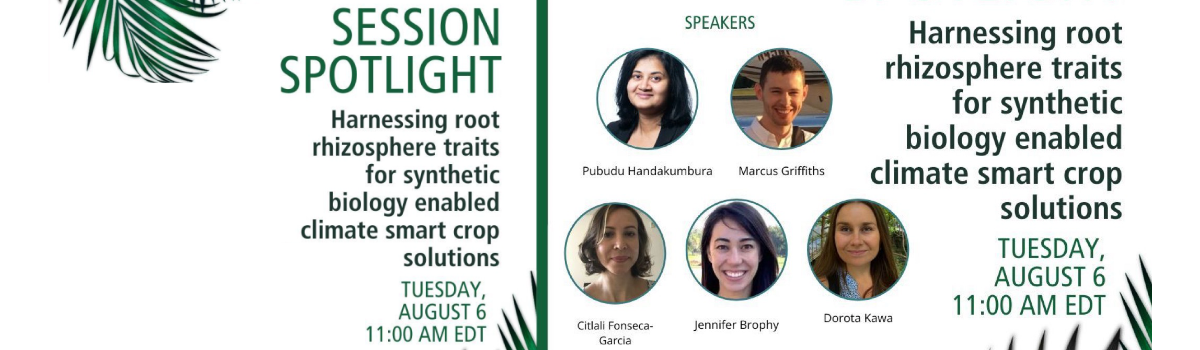 SESSION
SPOTLIGHT
Harnessing root
rhizosphere traits
for synthetic
biology enabled
climate smart crop
solutions
TUESDAY,
AUGUST 6
11:00 AM EDT
SPEAKERS
Pubudu Handakumbura
Marcus Griffiths
Citlali Fonseca-
Garcia
Jennifer Brophy
Dorota Kawa
Harnessing root
rhizosphere traits
for synthetic
biology enabled
climate smart crop
solutions
TUESDAY,
AUGUST 6
11:00 AM EDT